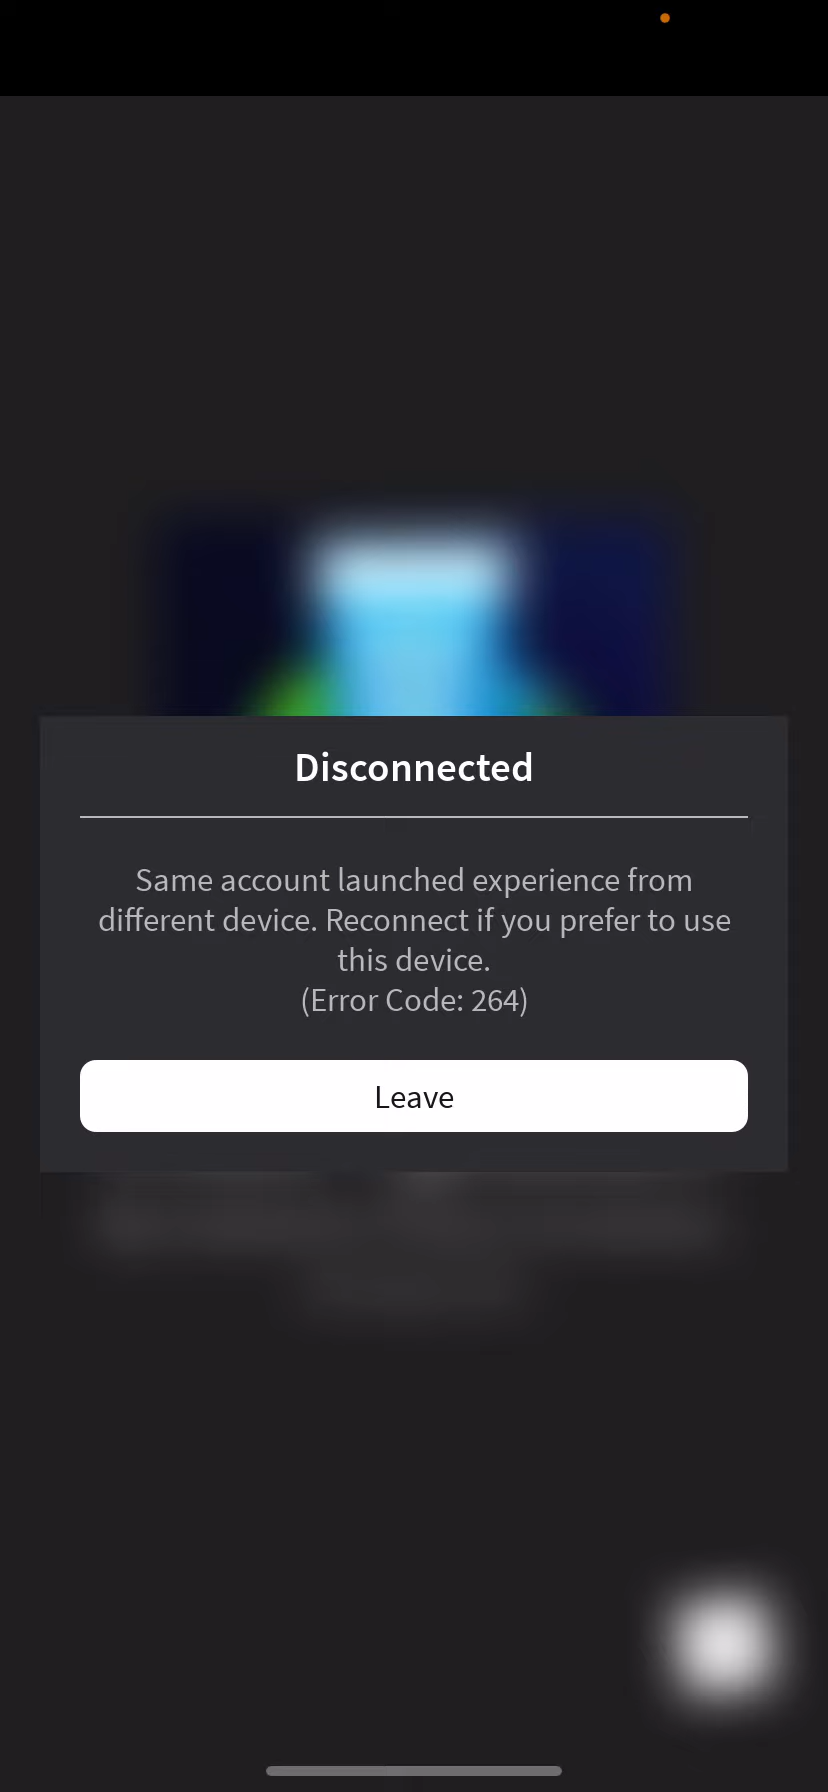 Disconnected
Same account launched experience from
different device. Reconnect if you prefer to use
this device.
(Error Code: 264)
Leave